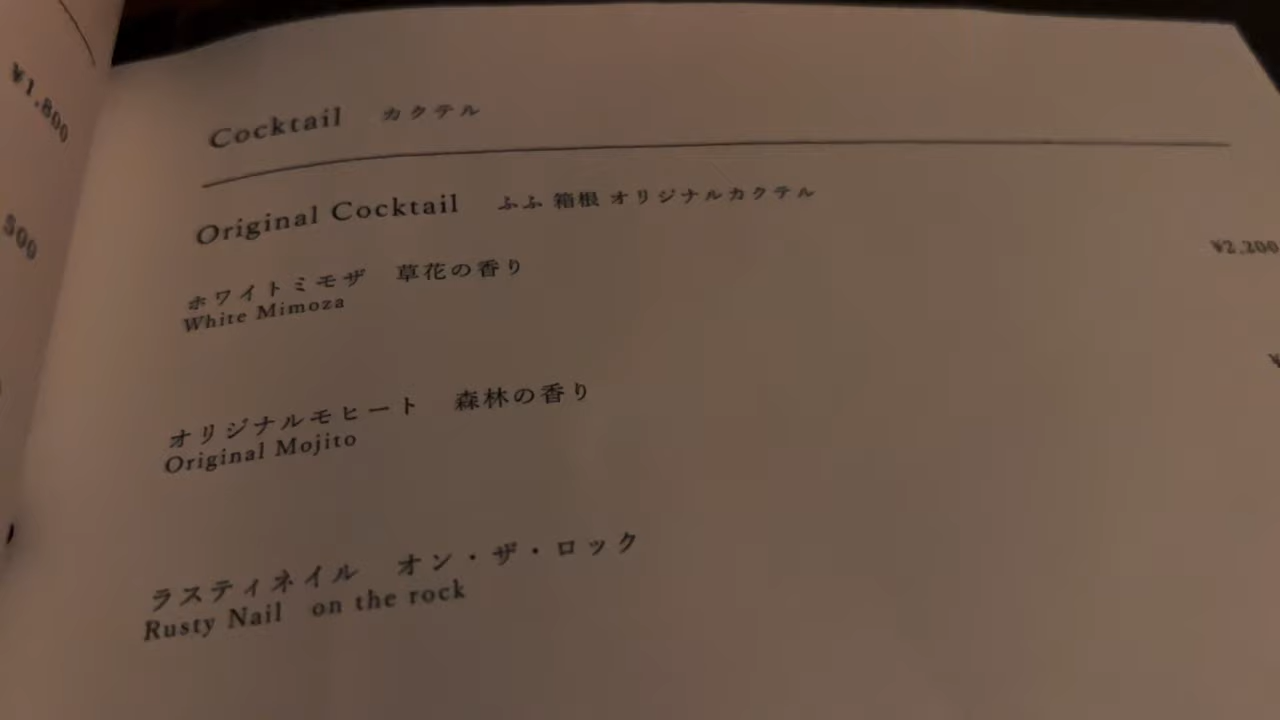 ¥1,800
Cocktail カクテル
Original Cocktail ふふ 箱根 オリジナルカクテル
ホワイトミモザ 草花の香り
White Mimoza
¥2,200
オリジナルモヒート 森林の香り
Original Mojito
ラスティネイル オン・ザ・ロック
Rusty Nail on the rock